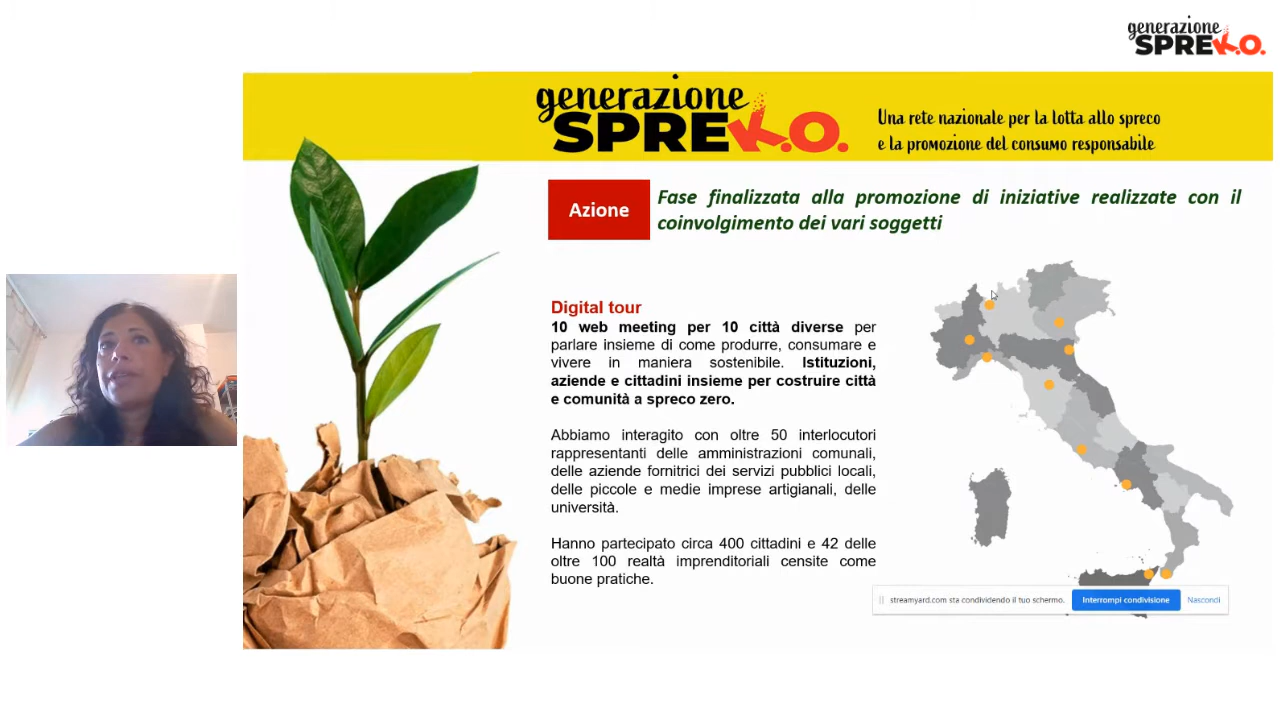 generazione
SPREK.O.
generazione
SPREK.O.
Una rete nazionale per la lotta allo spreco
e la promozione del consumo responsabile
Azione
Fase finalizzata alla promozione di iniziative realizzate con il
coinvolgimento dei vari soggetti
Digital tour
10 web meeting per 10 città diverse per
parlare insieme di come produrre, consumare e
vivere in maniera sostenibile. Istituzioni,
aziende e cittadini insieme per costruire città
e comunità a spreco zero.
Abbiamo interagito con oltre 50 interlocutori
rappresentanti delle amministrazioni comunali,
delle aziende fornitrici dei servizi pubblici locali,
delle piccole e medie imprese artigianali, delle
università.
Hanno partecipato circa 400 cittadini e 42 delle
oltre 100 realtà imprenditoriali censite come
buone pratiche.
streamyard.com sta condividendo il tuo schermo.
Interrompi condivisione
Nascondi